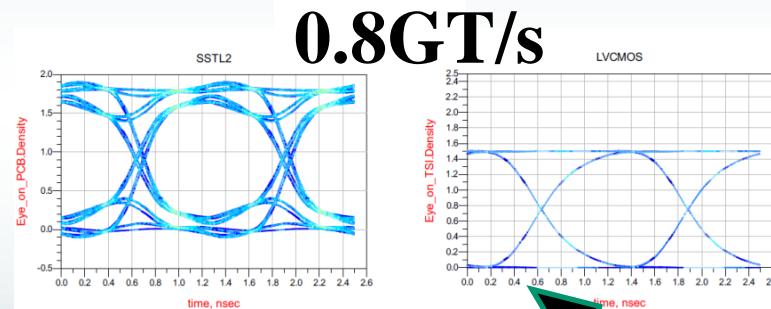 0.8GT/s
SSTL2
LVCMOS
Eye_on_PCB.Density
2.0
1.5
1.0
0.5
0.0
-0.5
0.0 0.2 0.4 0.6 0.8 1.0 1.2 1.4 1.6 1.8 2.0 2.2 2.4 2.6
time, nsec
Eye_on_TSI.Density
2.5
2.4
2.2
2.0
1.8
1.6
1.4
1.2
1.0
0.8
0.6
0.4
0.2
0.0
0.0 0.2 0.4 0.6 0.8 1.0 1.2 1.4 1.6 1.8 2.0 2.2 2.4
time, nsec